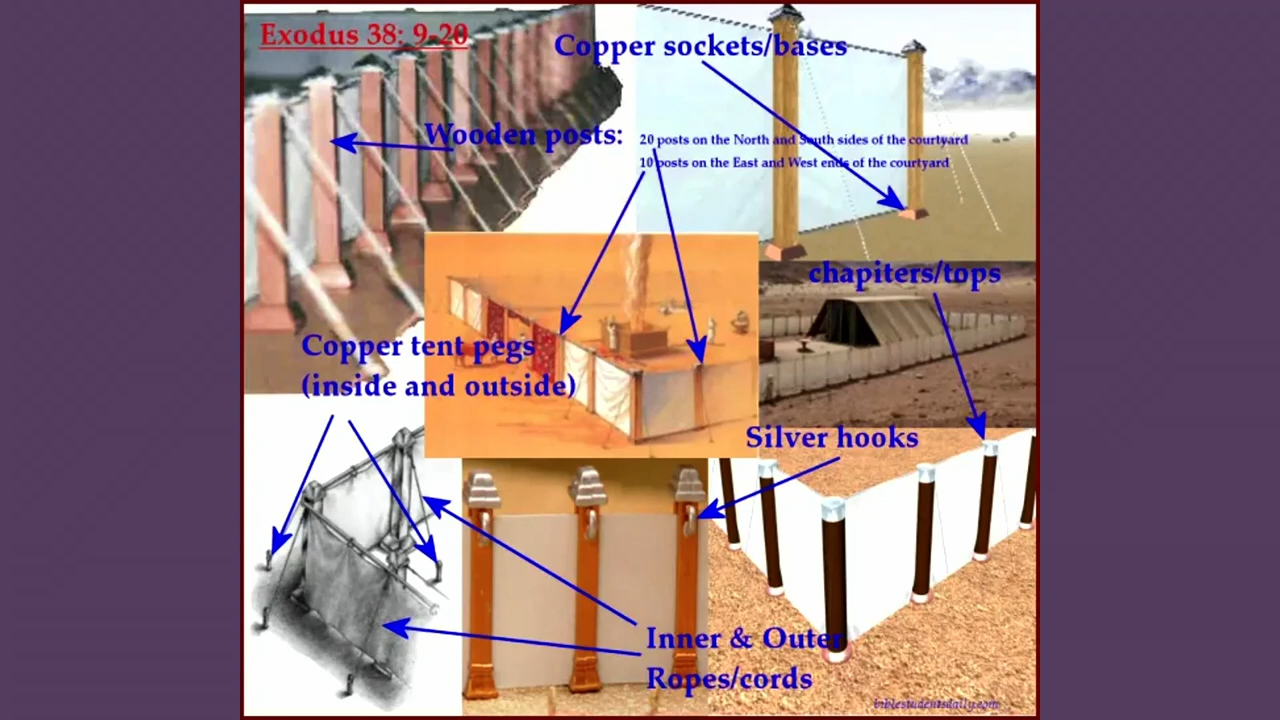 Exodus 38: 9-20
Copper sockets/bases
Wooden posts:
20 posts on the North and South sides of the courtyard
10 posts on the East and West ends of the courtyard
chapiters/tops
Copper tent pegs
(inside and outside)
Silver hooks
Inner & Outer
Ropes/cords
biblestudentsdaily.com